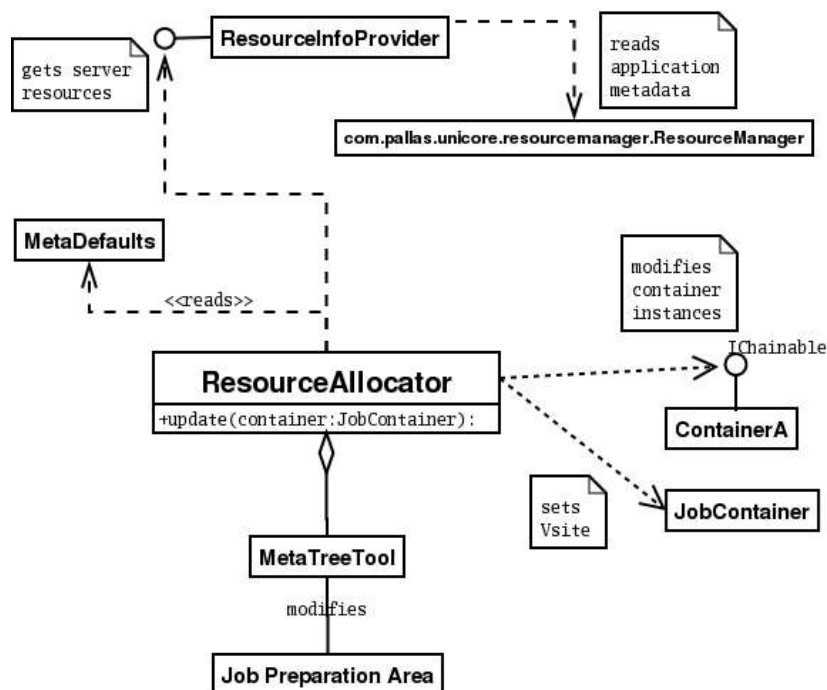 ResourceInfoProvider
gets server
resources
reads
application
metadata
com.pallas.unicore.resourcemanager.ResourceManager
MetaDefaults
<<reads>>
modifies
container
instances
IChainable
ResourceAllocator
+update(container:JobContainer):
ContainerA
sets
Vsite
JobContainer
MetaTreeTool
modifies
Job Preparation Area